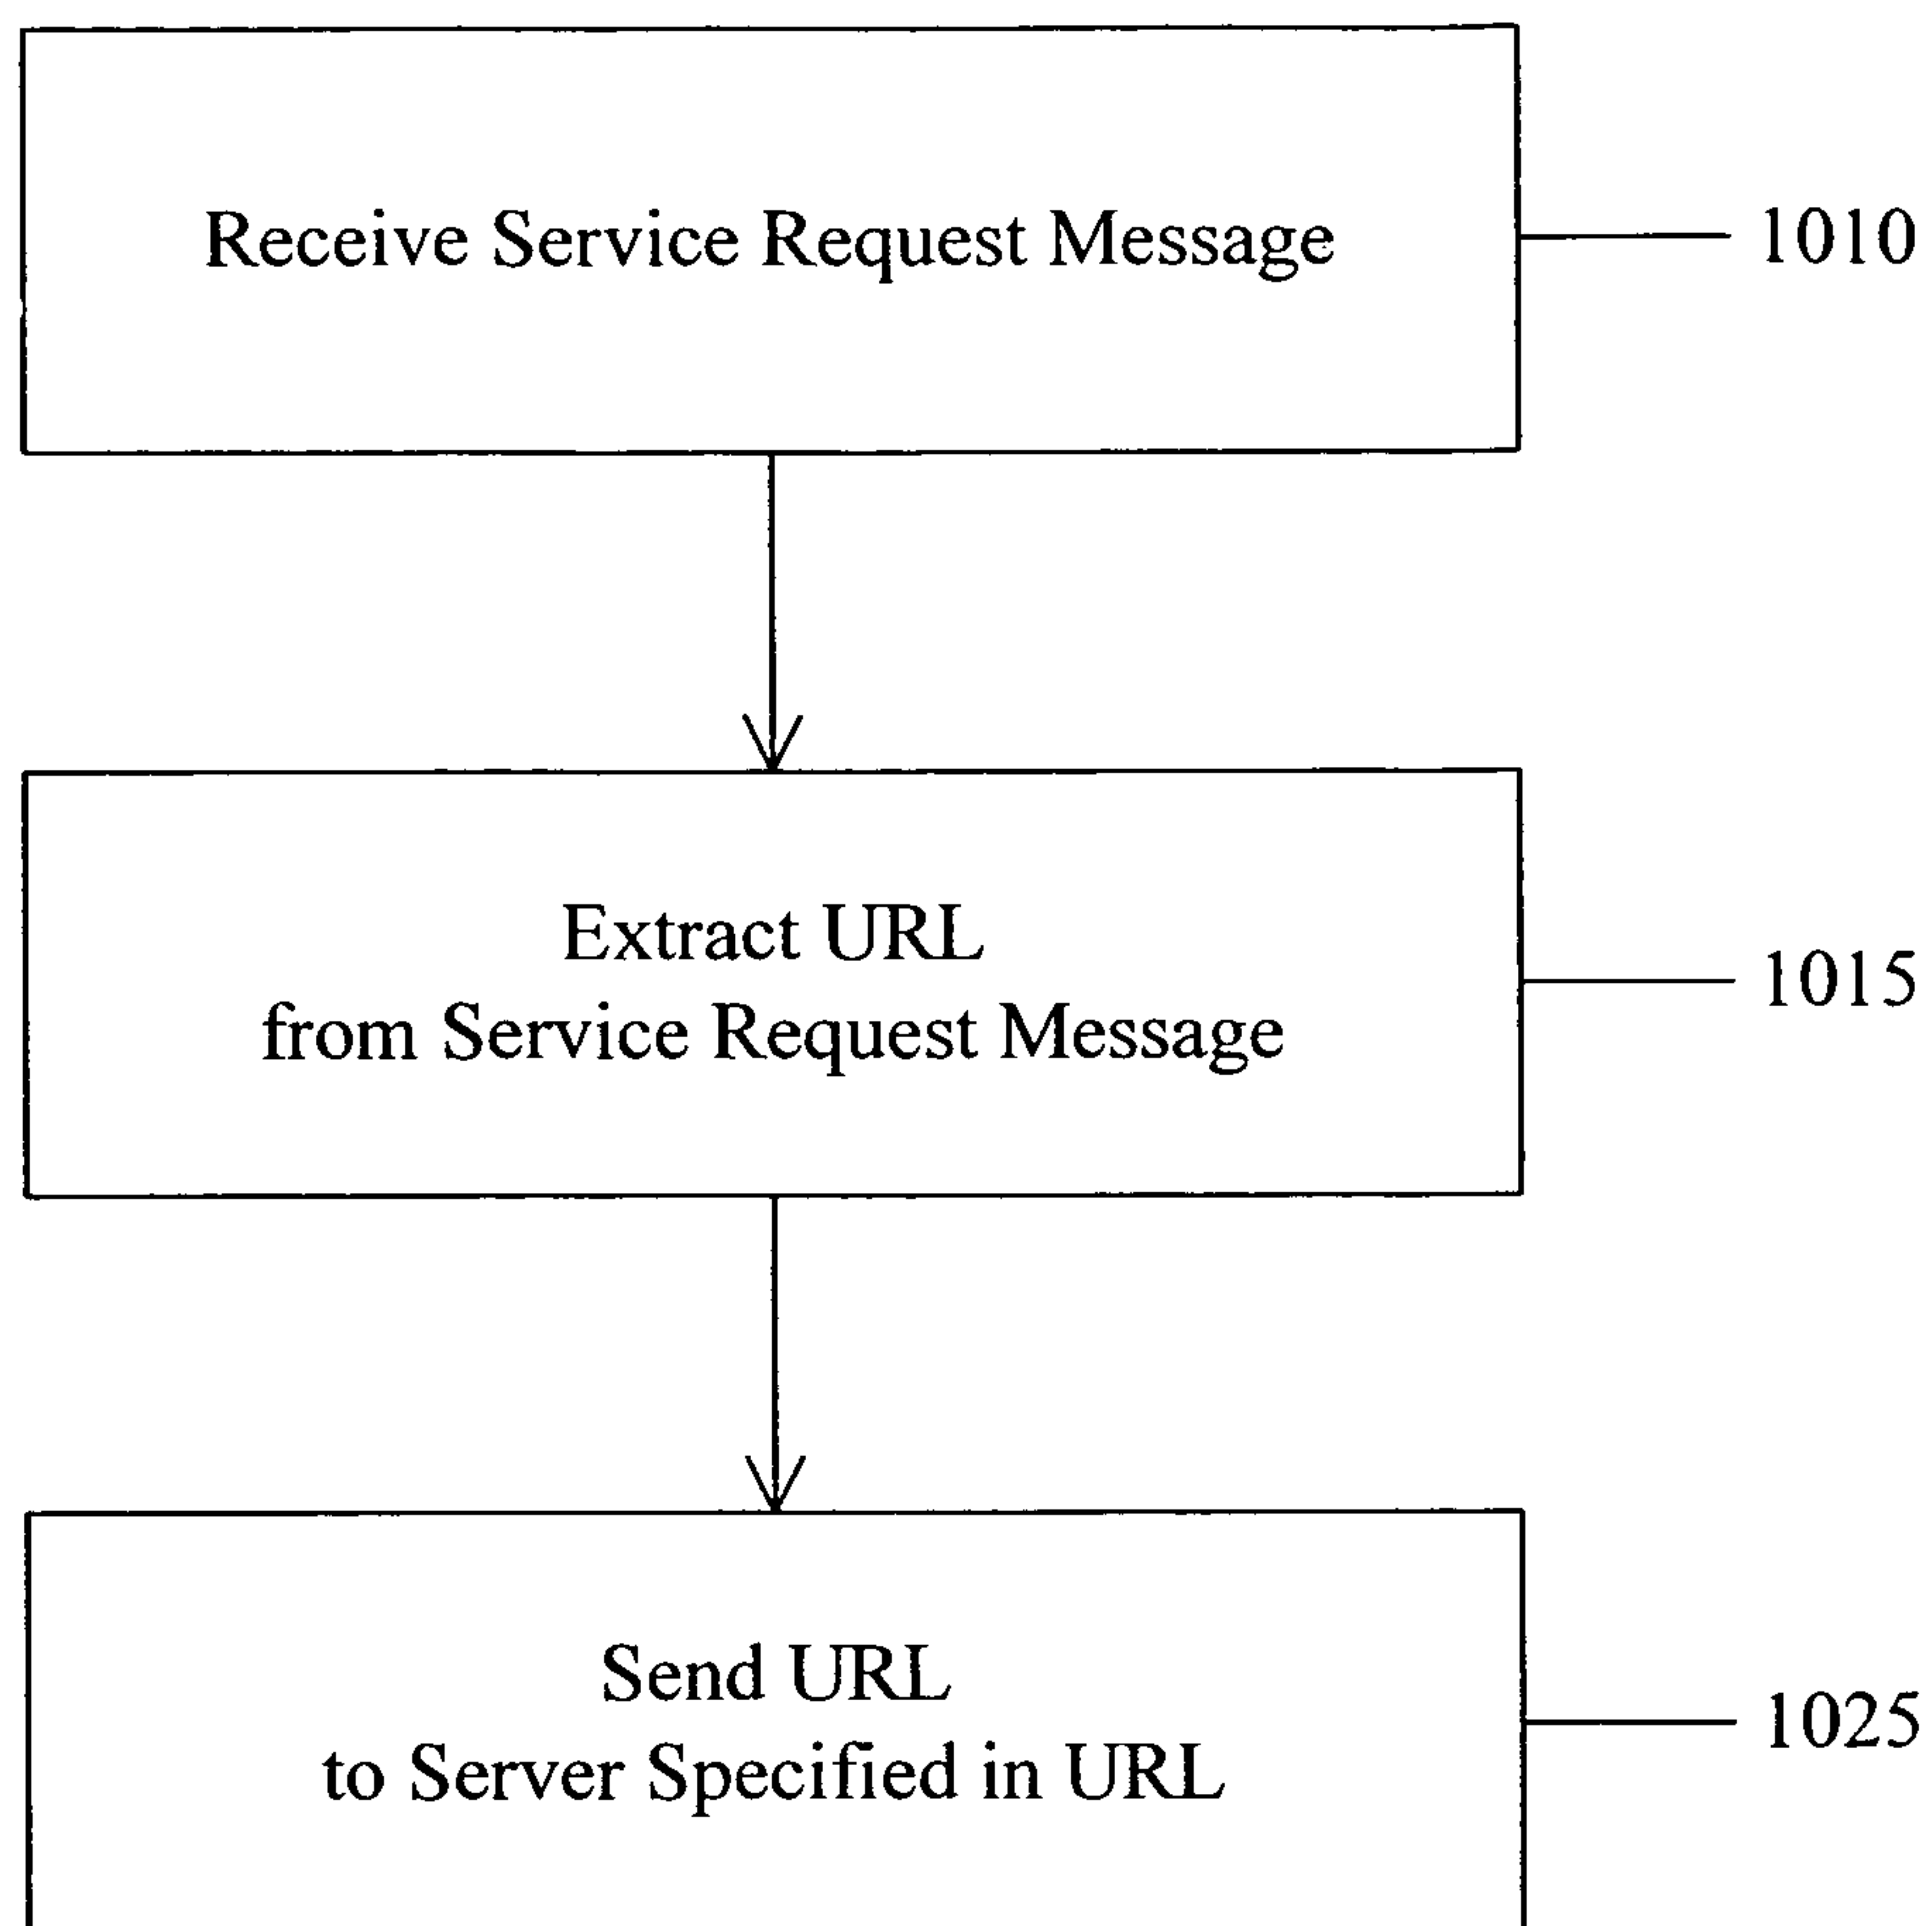 Receive Service Request Message
1010
Extract URL
from Service Request Message
1015
Send URL
to Server Specified in URL
1025